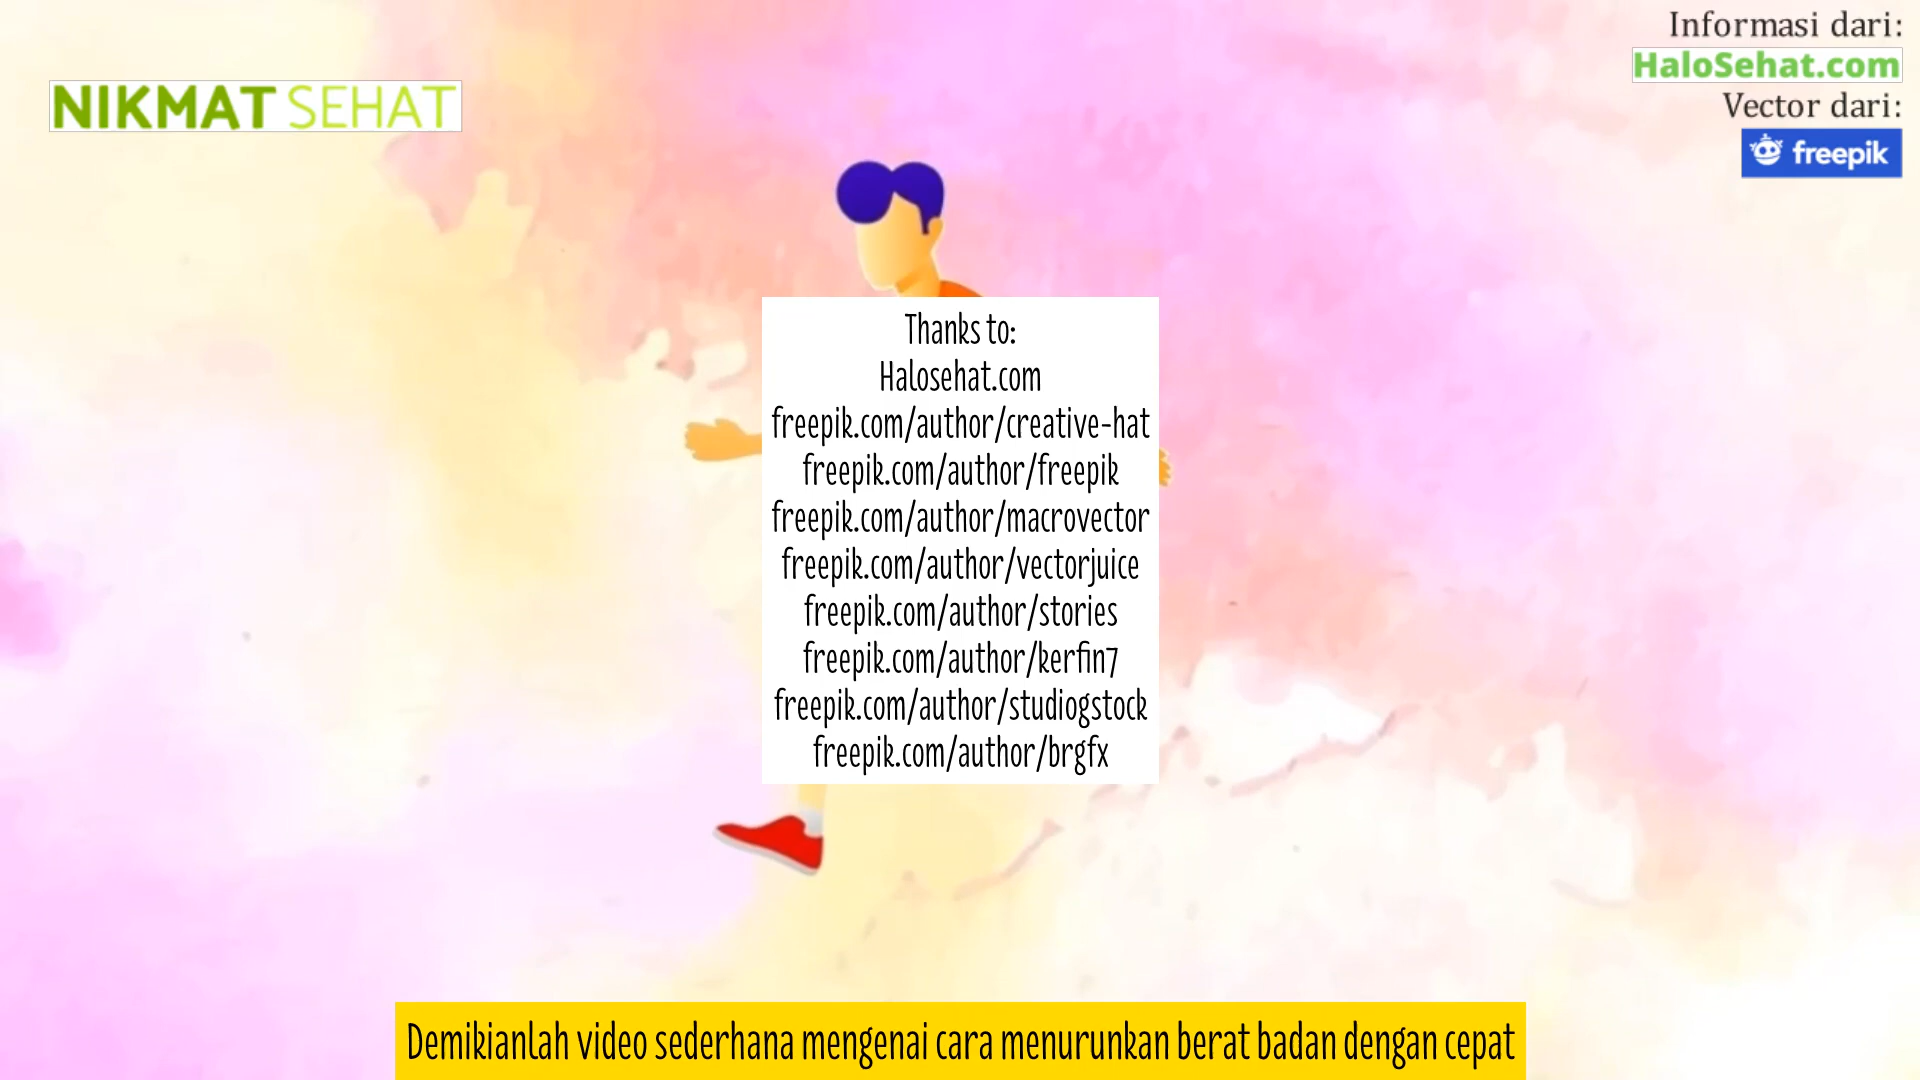 Informasi dari:
HaloSehat.com
NIKMAT SEHAT
Vector dari:
freepik
Thanks to:
Halosehat.com
freepik.com/author/creative-hat
freepik.com/author/freepik
freepik.com/author/macrovector
freepik.com/author/vectorjuice
freepik.com/author/stories
freepik.com/author/kerfin7
freepik.com/author/studiogstock
freepik.com/author/brgfx
Demikianlah video sederhana mengenai cara menurunkan berat badan dengan cepat